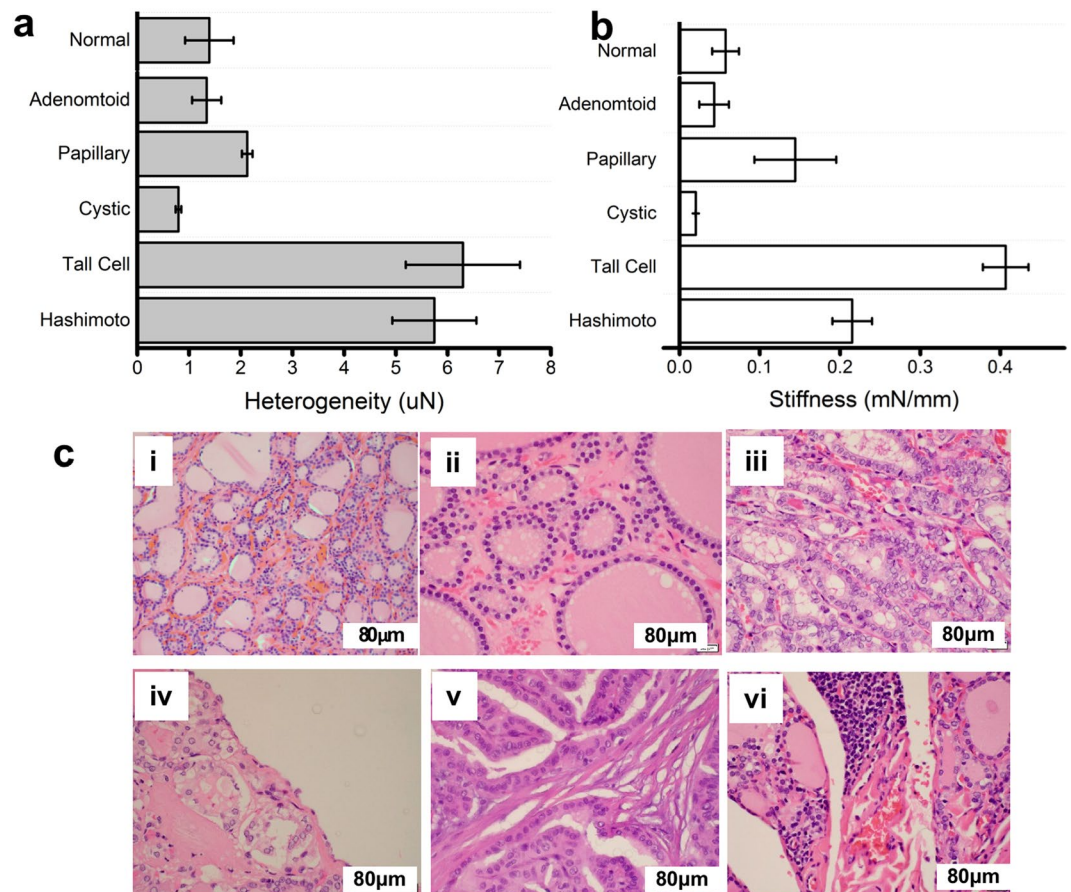 a
Normal
Adenomtoid
Papillary
Cystic
Tall Cell
Hashimoto
0 1 2 3 4 5 6 7 8
Heterogeneity (uN)
b
Normal
Adenomtoid
Papillary
Cystic
Tall Cell
Hashimoto
0.0 0.1 0.2 0.3 0.4
Stiffness (mN/mm)
c
i
80µm
ii
80µm
iii
80µm
iv
80µm
v
80µm
vi
80µm